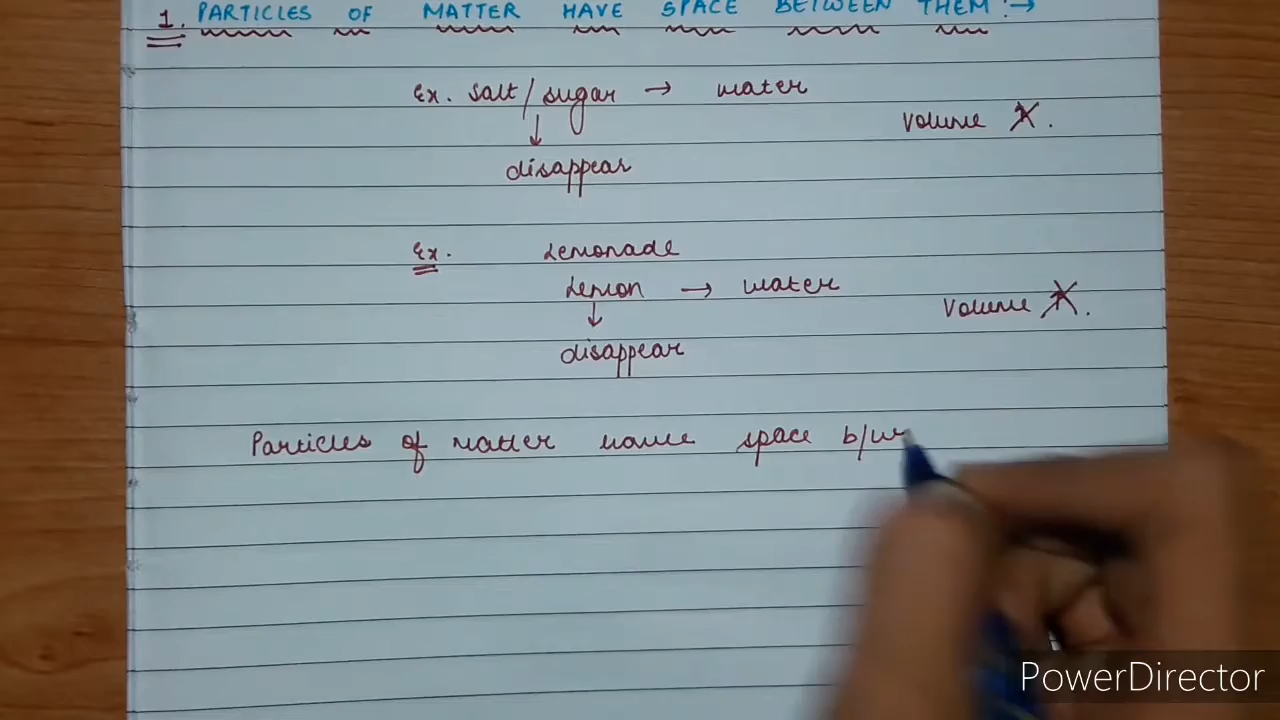 1. PARTICLES OF MATTER HAVE SPACE BETWEEN THEM:→
Ex. salt/sugar → water
volume X.
↓
disappear
Ex. Lemonade
Lemon → water
volume X.
↓
disappear
Particles of matter have space b/w
PowerDirector